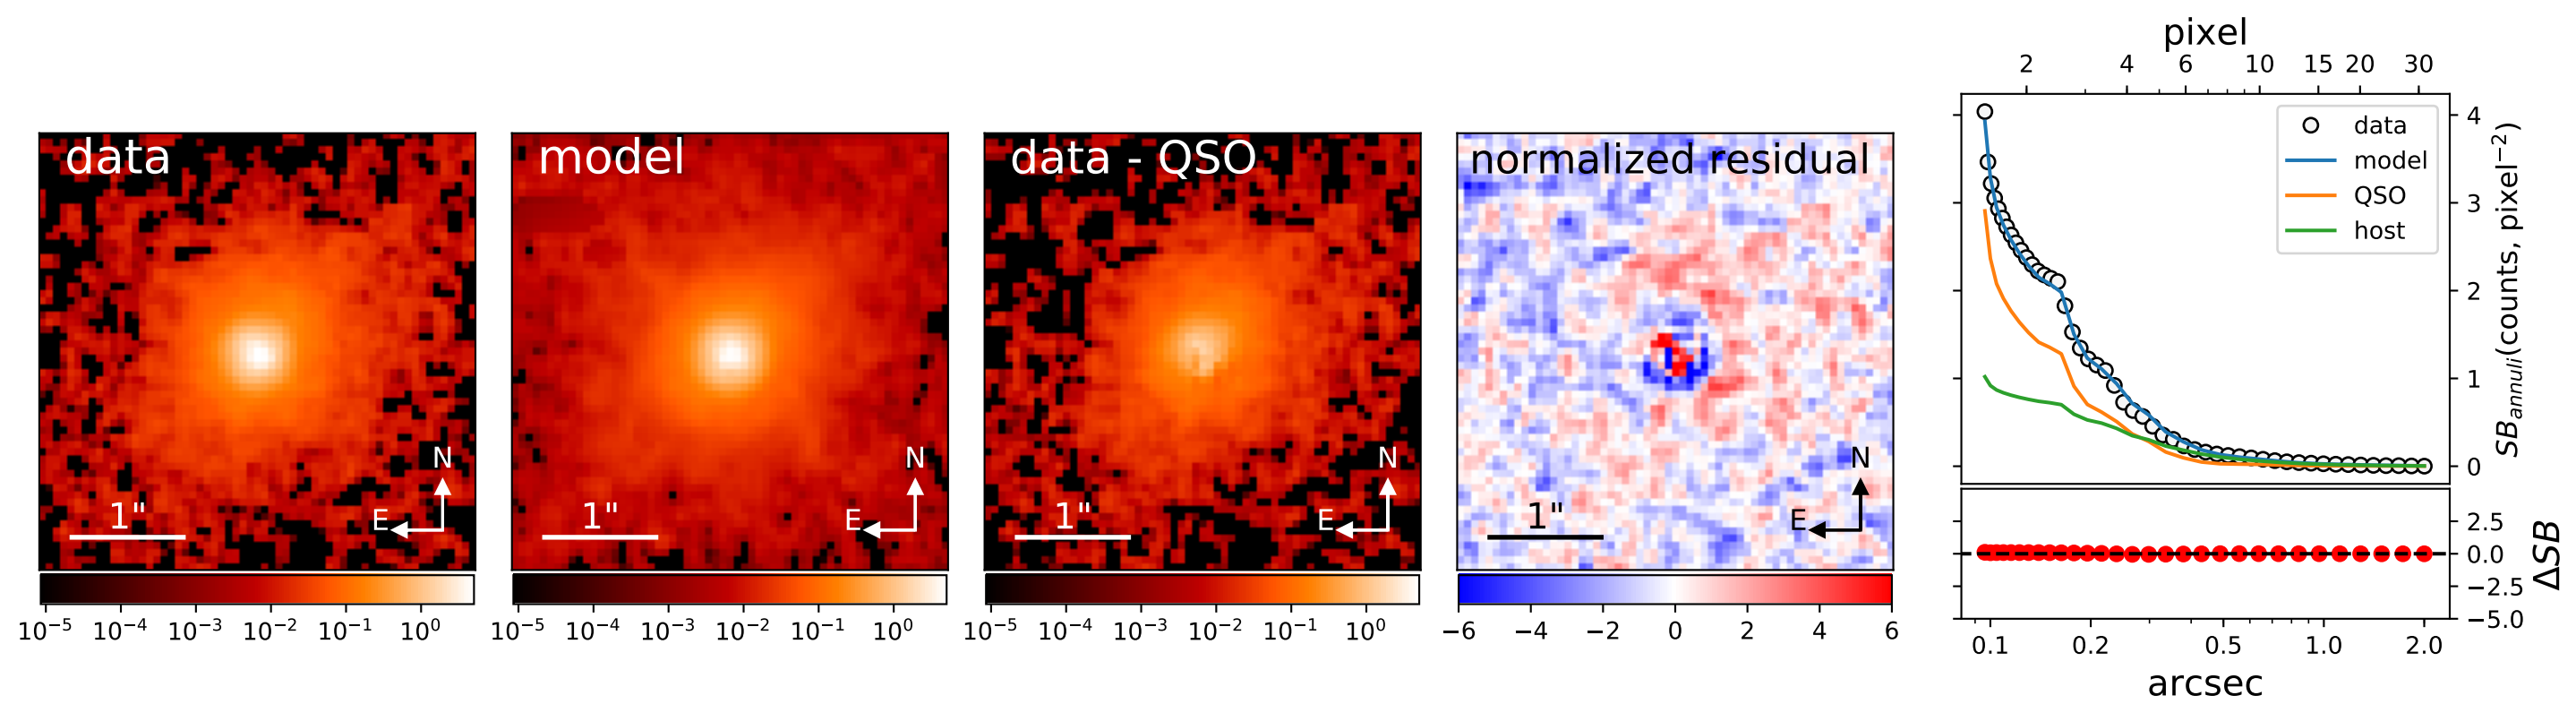 data
N
E
1"
10⁻⁵ 10⁻⁴ 10⁻³ 10⁻² 10⁻¹ 10⁰
model
N
E
1"
10⁻⁵ 10⁻⁴ 10⁻³ 10⁻² 10⁻¹ 10⁰
data - QSO
N
E
1"
10⁻⁵ 10⁻⁴ 10⁻³ 10⁻² 10⁻¹ 10⁰
normalized residual
N
E
1"
−6 −4 −2 0 2 4 6
pixel
2 4 6 10 15 20 30
data
model
QSO
host
4
3
2
1
0
SB_annuli(counts, pixel⁻²)
2.5
0.0
−2.5
−5.0
ΔSB
0.1 0.2 0.5 1.0 2.0
arcsec